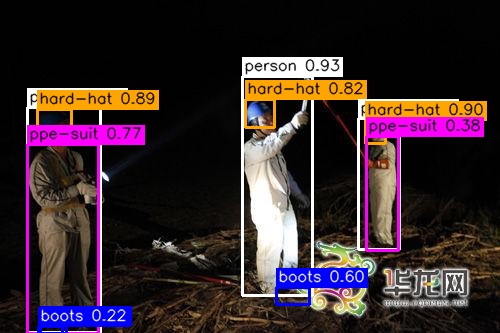 person 0.93
hard-hat 0.82
hard-hat 0.89
hard-hat 0.90
ppe-suit 0.38
ppe-suit 0.77
boots 0.60
boots 0.22
华龙网